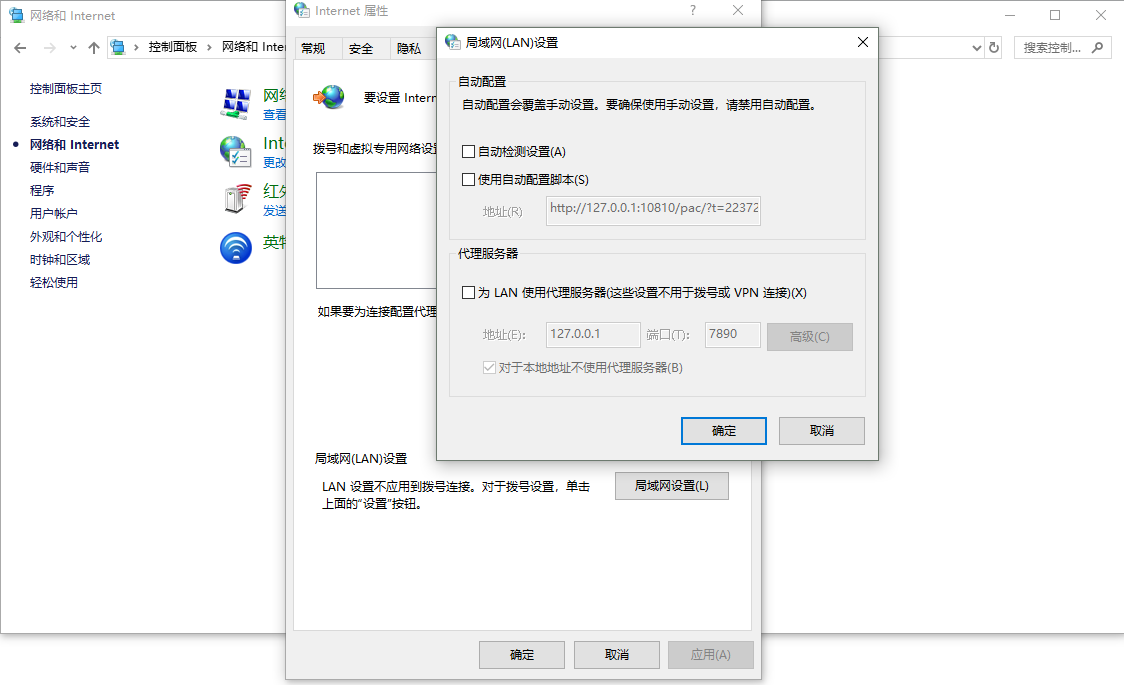 网络和 Internet
控制面板 › 网络和 Inter
搜索控制...
控制面板主页
系统和安全
网络和 Internet
硬件和声音
程序
用户帐户
外观和个性化
时钟和区域
轻松使用
网络
查看
Int
更改
红外
发送
英特
Internet 属性
?
常规 安全 隐私
要设置 Intern
拨号和虚拟专用网络设置
如果要为连接配置代理
局域网(LAN)设置
LAN 设置不应用到拨号连接。对于拨号设置，单击
上面的“设置”按钮。
局域网设置(L)
确定 取消 应用(A)
局域网(LAN)设置
自动配置
自动配置会覆盖手动设置。要确保使用手动设置，请禁用自动配置。
自动检测设置(A)
使用自动配置脚本(S)
地址(R) http://127.0.0.1:10810/pac/?t=22372
代理服务器
为 LAN 使用代理服务器(这些设置不用于拨号或 VPN 连接)(X)
地址(E): 127.0.0.1 端口(T): 7890 高级(C)
对于本地地址不使用代理服务器(B)
确定 取消